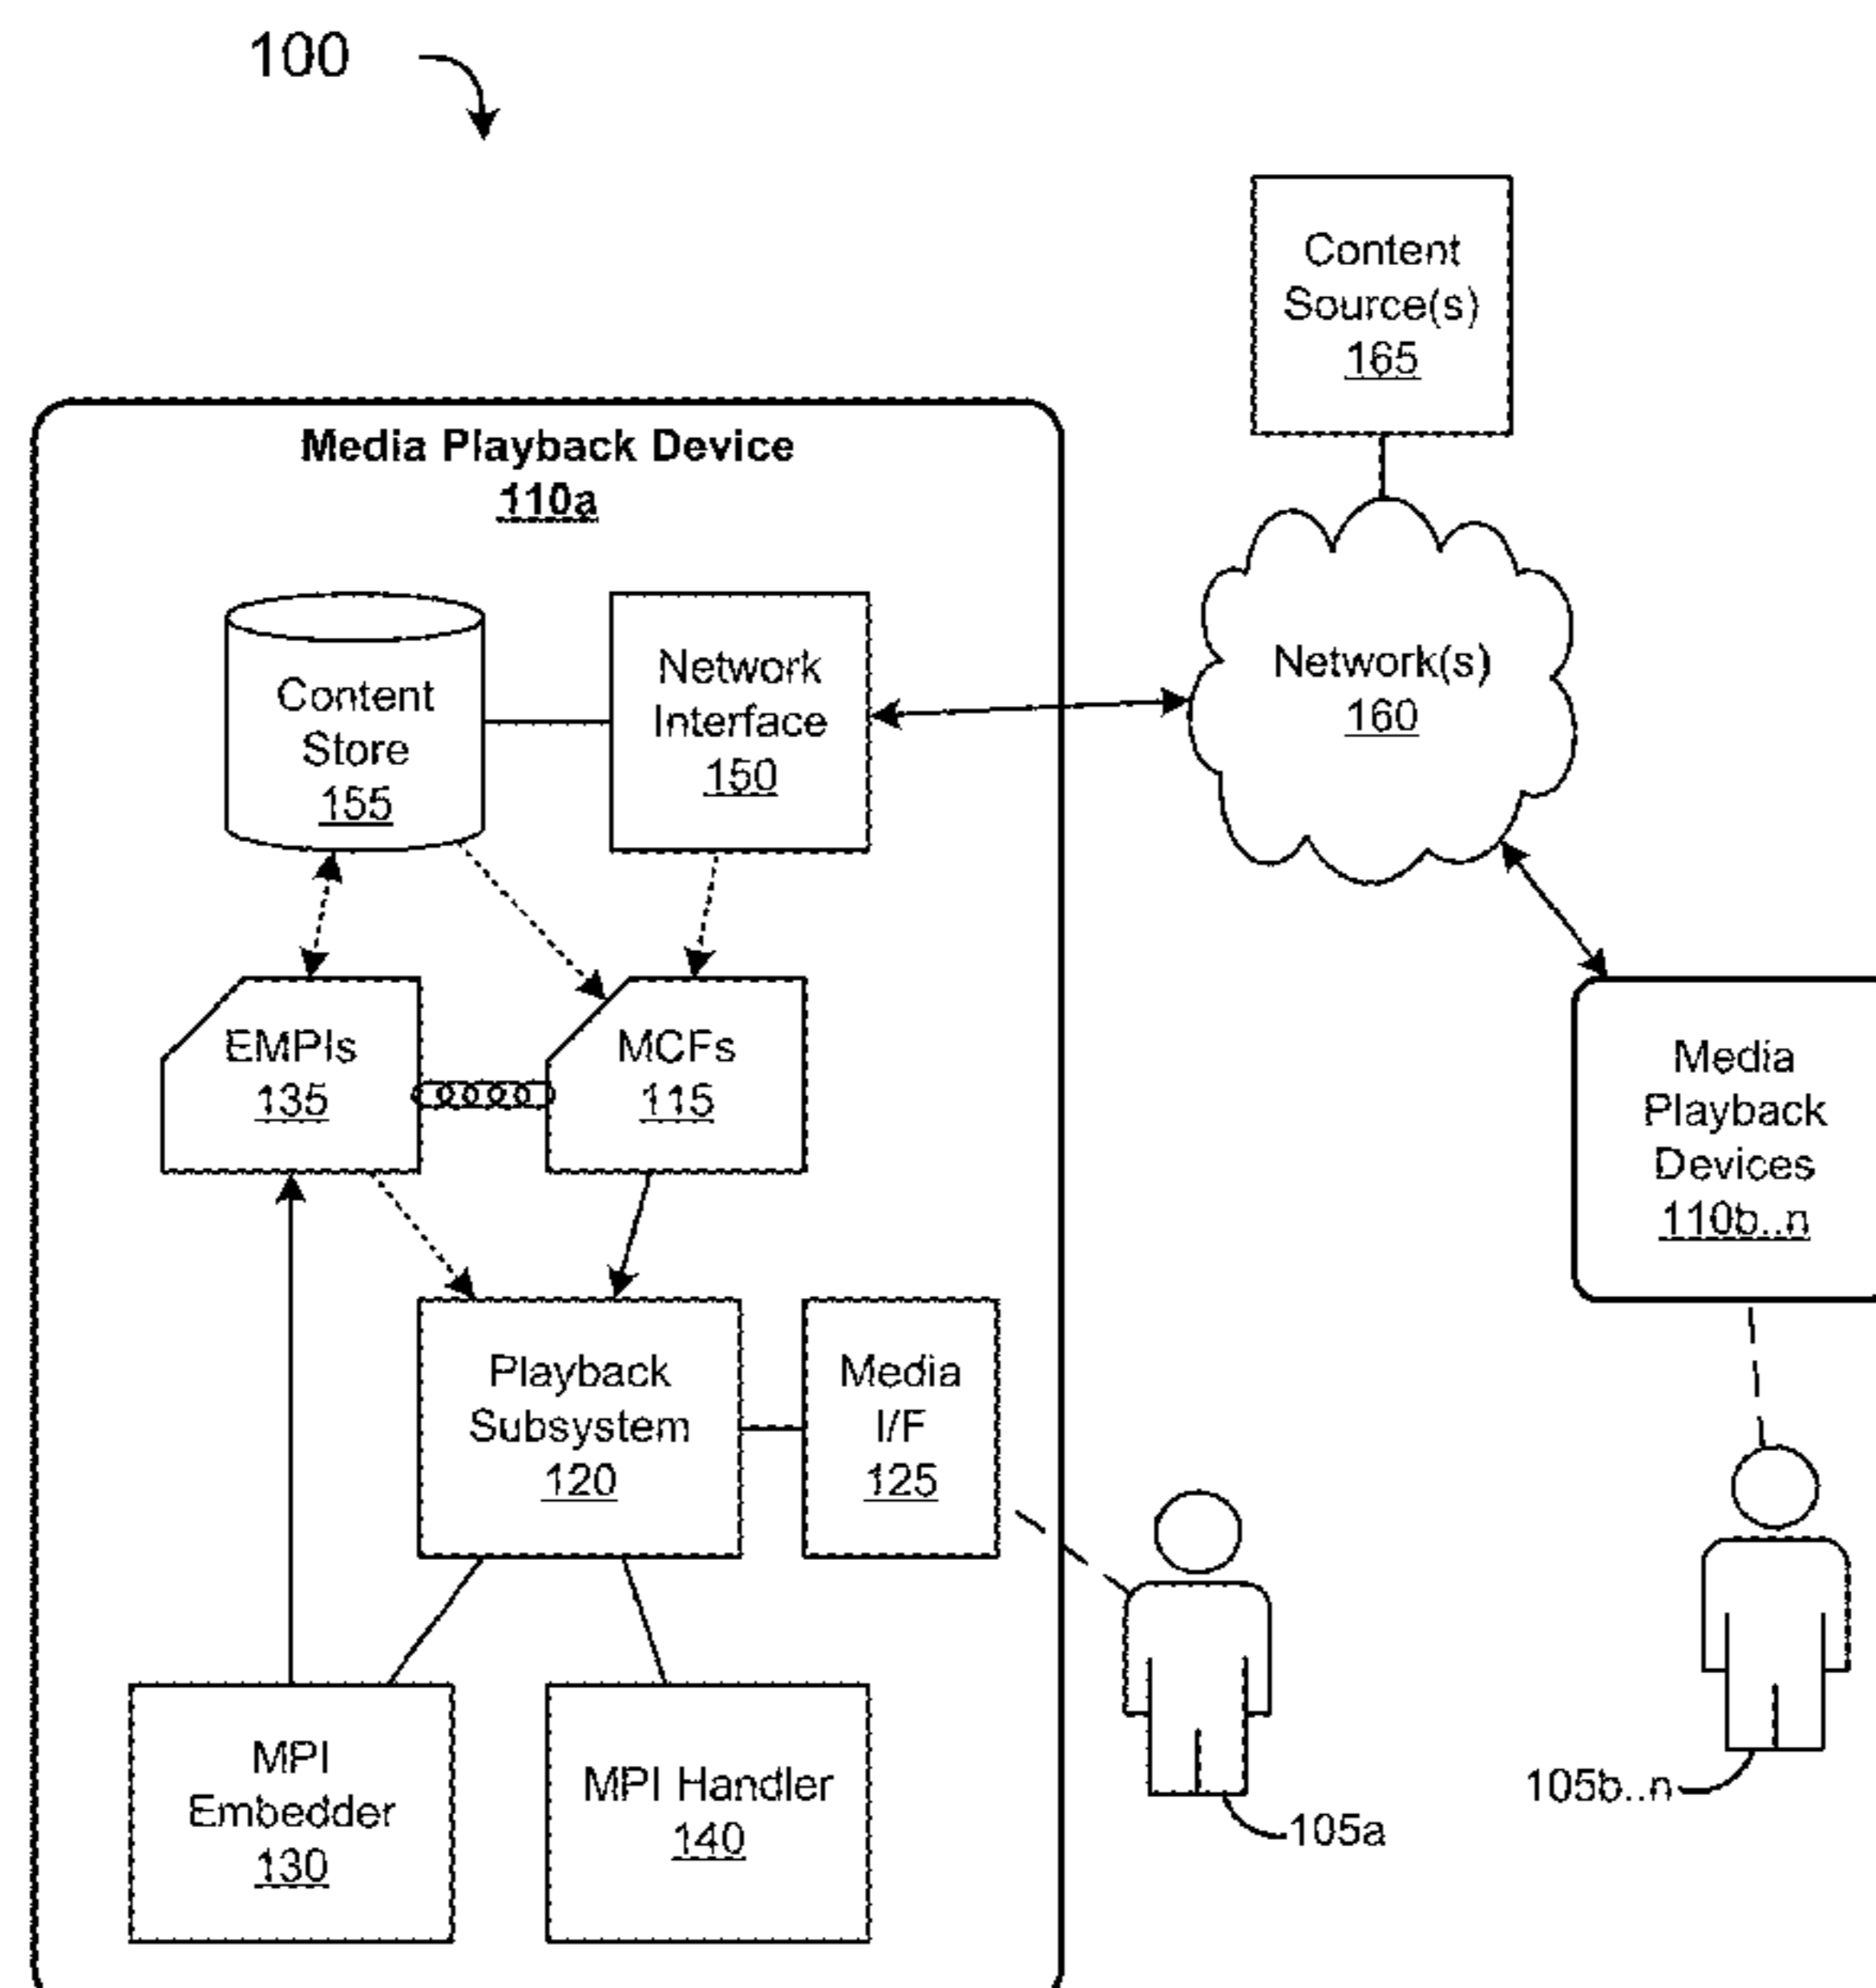 100
Content
Source(s)
165
Media Playback Device
110a
Content
Store
155
Network
Interface
150
Network(s)
160
EMPIs
135
MCFs
115
Media
Playback
Devices
110b..n
Playback
Subsystem
120
Media
I/F
125
MPI
Embedder
130
MPI Handler
140
105a
105b..n